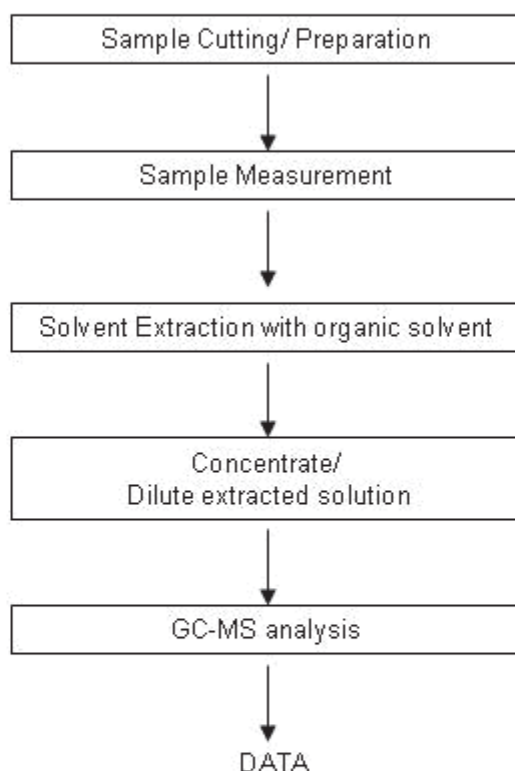 Sample Cutting/ Preparation
Sample Measurement
Solvent Extraction with organic solvent
Concentrate/
Dilute extracted solution
GC-MS analysis
DATA